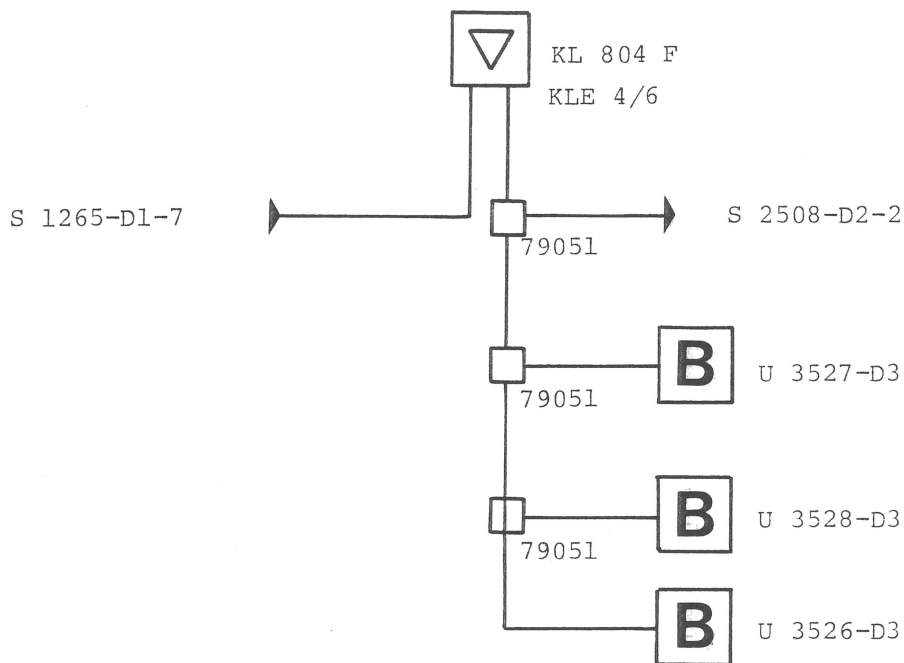 KL 804 F
KLE 4/6
S 1265-D1-7
S 2508-D2-2
79051
B
U 3527-D3
79051
B
U 3528-D3
79051
B
U 3526-D3